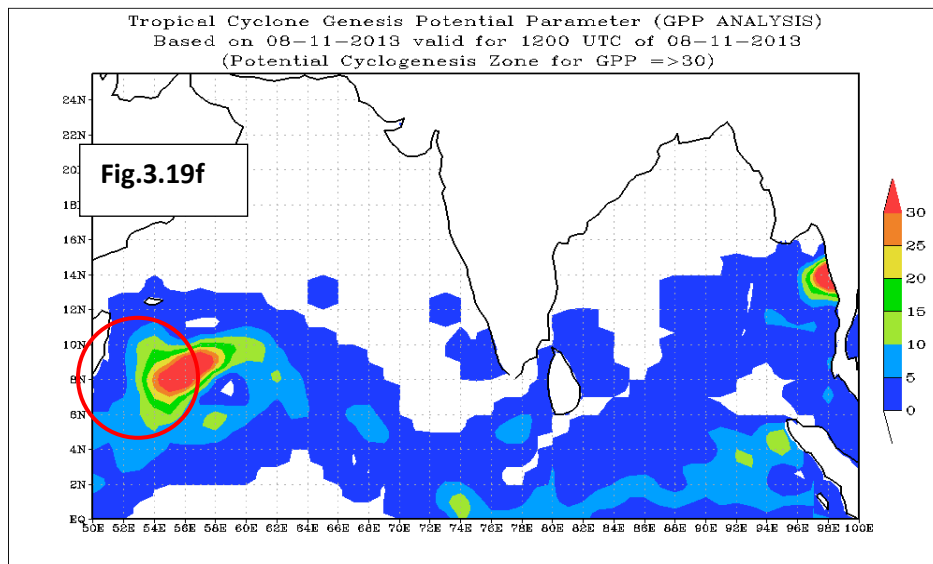 Tropical Cyclone Genesis Potential Parameter (GPP ANALYSIS)
Based on 08-11-2013 valid for 1200 UTC of 08-11-2013
(Potential Cyclogenesis Zone for GPP =>30)
24N
22N
20N
Fig.3.19f
18N
16N
14N
12N
10N
8N
6N
4N
2N
EQ
50E 52E 54E 56E 58E 60E 62E 64E 66E 68E 70E 72E 74E 76E 78E 80E 82E 84E 86E 88E 90E 92E 94E 96E 98E 100E
30
25
20
15
10
5
0